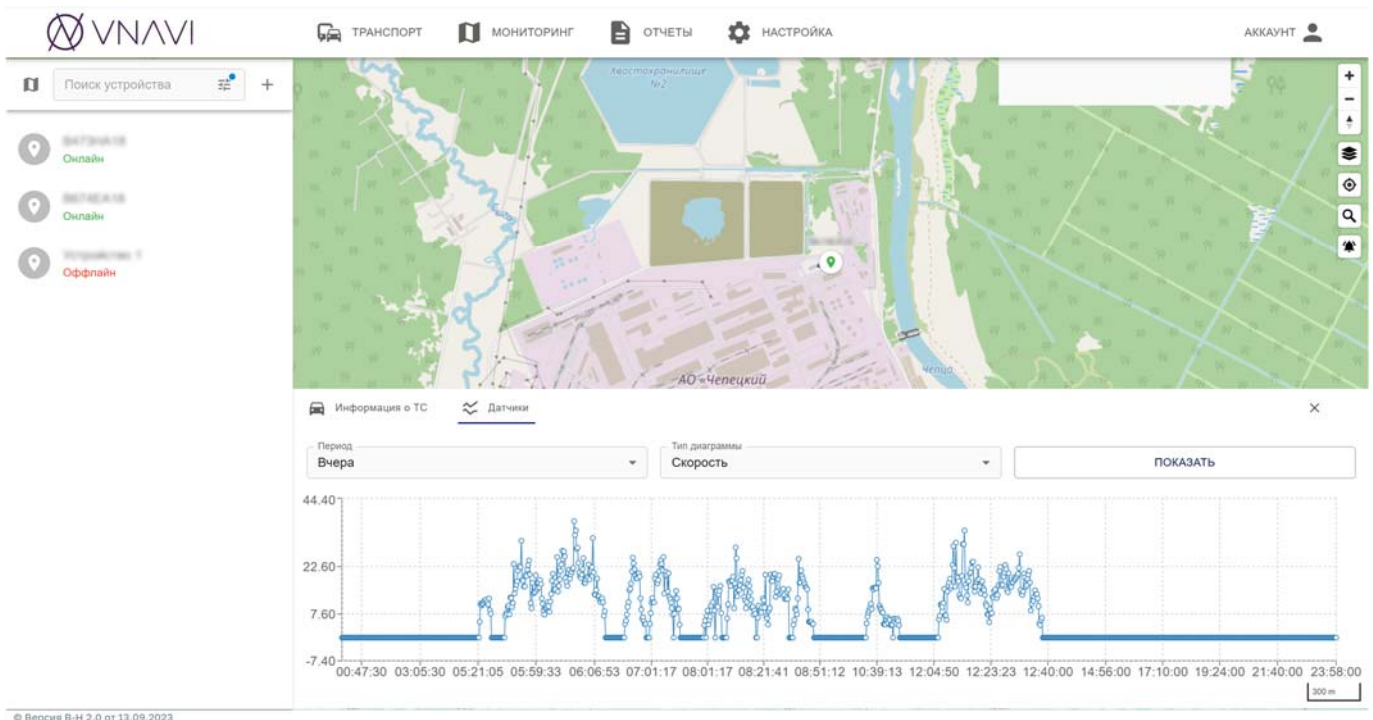 VNAVI
ТРАНСПОРТ
МОНИТОРИНГ
ОТЧЕТЫ
НАСТРОЙКА
АККАУНТ
Поиск устройства
Онлайн
Онлайн
Оффлайн
Хвостохранилище
№2
АО «Чепецкий
Чепца
Информация о ТС
Датчики
Период
Вчера
Тип диаграммы
Скорость
ПОКАЗАТЬ
44.40
22.60
7.60
-7.40
00:47:30 03:05:30 05:21:05 05:59:33 06:06:53 07:01:17 08:01:17 08:21:41 08:51:12 10:39:13 12:04:50 12:23:23 12:40:00 14:56:00 17:10:00 19:24:00 21:40:00 23:58:00
300 m
© Версия В-Н 2.0 от 13.09.2023